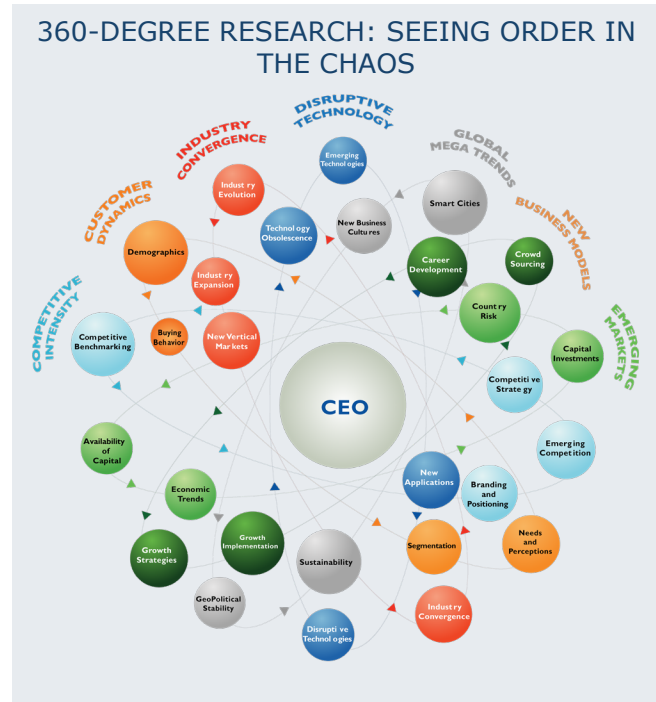 360-DEGREE RESEARCH: SEEING ORDER IN
THE CHAOS
DISRUPTIVE
TECHNOLOGY
INDUSTRY
CONVERGENCE
GLOBAL
MEGA TRENDS
CUSTOMER
DYNAMICS
NEW
BUSINESS MODELS
COMPETITIVE
INTENSITY
EMERGING
MARKETS
Emerging
Technologies
Industry
Evolution
Smart Cities
Technology
Obsolescence
New Business
Cultures
Demographics
Career
Development
Crowd
Sourcing
Industry
Expansion
Country
Risk
Competitive
Benchmarking
Buying
Behavior
New Vertical
Markets
Capital
Investments
Competitive
Strategy
CEO
Availability
of
Capital
Emerging
Competition
New
Applications
Economic
Trends
Branding
and
Positioning
Growth
Implementation
Needs
and
Perceptions
Segmentation
Growth
Strategies
Sustainability
GeoPolitical
Stability
Industry
Convergence
Disruptive
Technologies